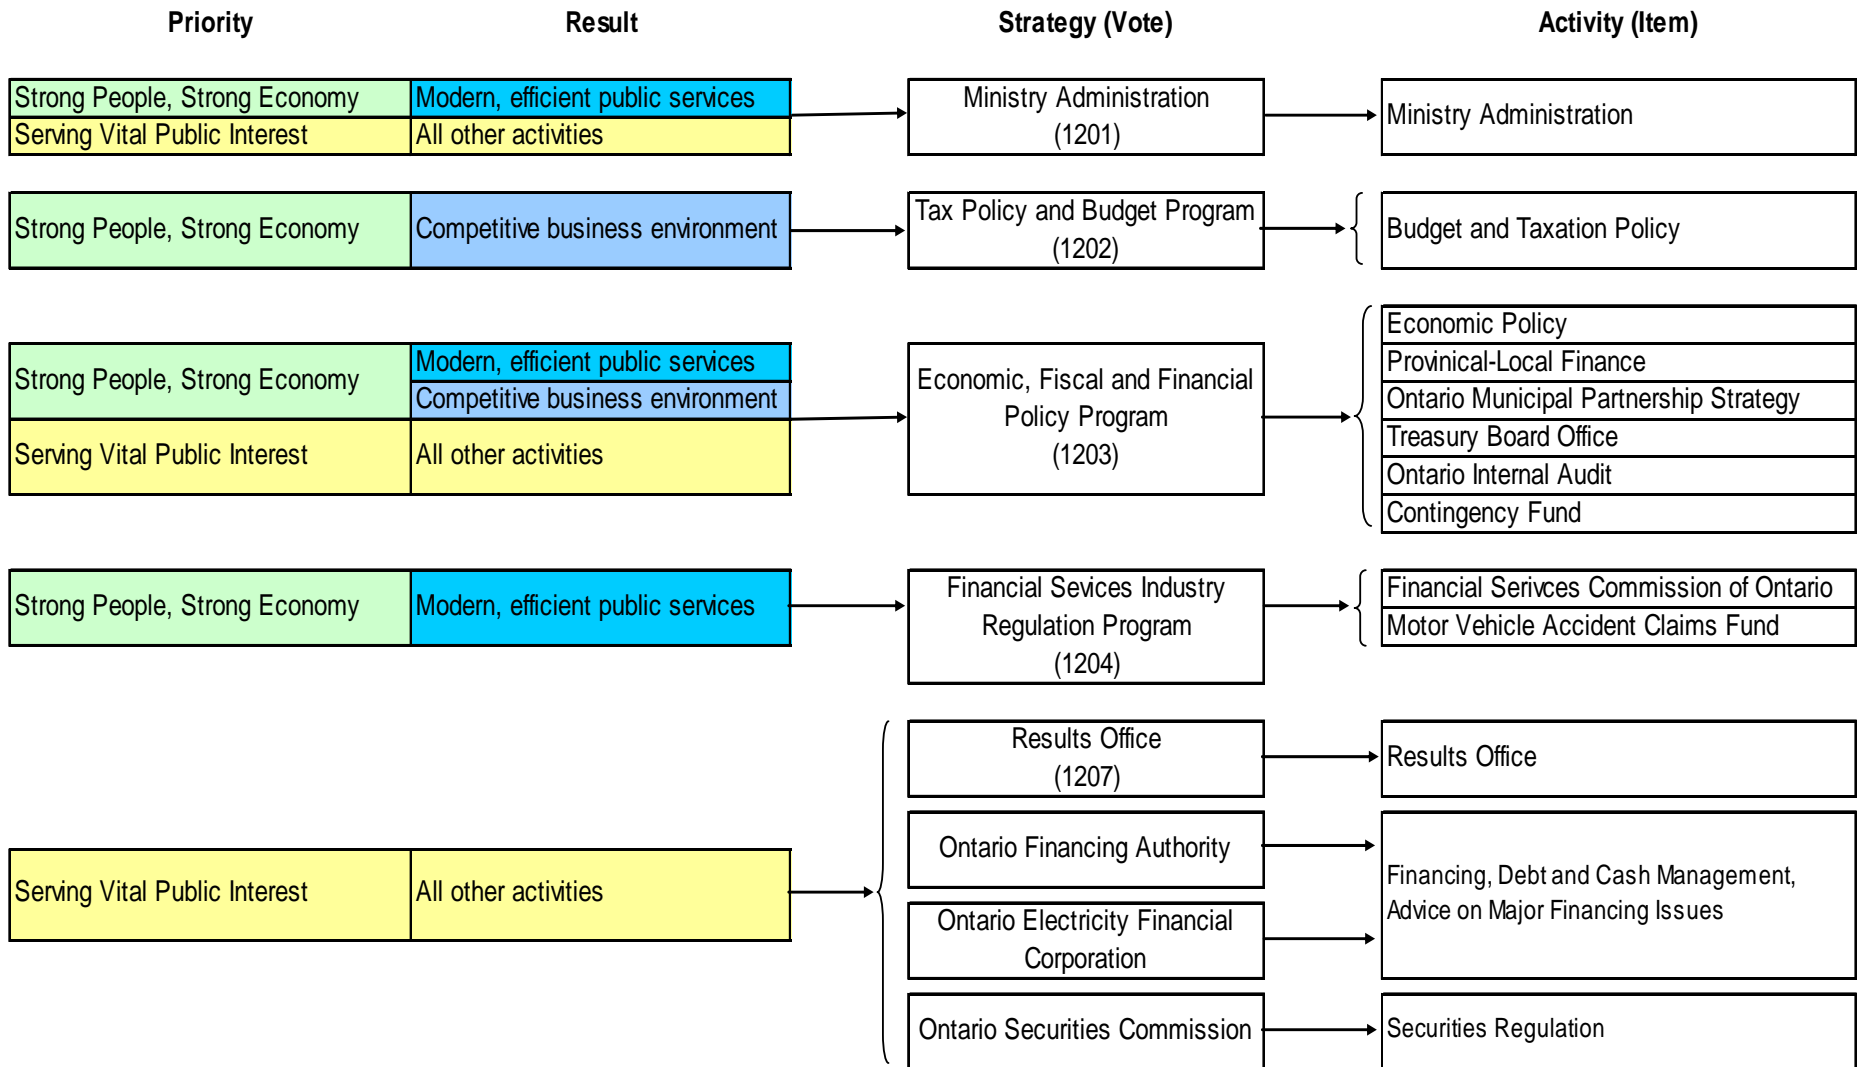 Priority
Result
Strategy (Vote)
Activity (Item)
Strong People, Strong Economy
Modern, efficient public services
Serving Vital Public Interest
All other activities
Ministry Administration
(1201)
Ministry Administration
Strong People, Strong Economy
Competitive business environment
Tax Policy and Budget Program
(1202)
Budget and Taxation Policy
Strong People, Strong Economy
Modern, efficient public services
Competitive business environment
Serving Vital Public Interest
All other activities
Economic, Fiscal and Financial
Policy Program
(1203)
Economic Policy
Provinical-Local Finance
Ontario Municipal Partnership Strategy
Treasury Board Office
Ontario Internal Audit
Contingency Fund
Strong People, Strong Economy
Modern, efficient public services
Financial Sevices Industry
Regulation Program
(1204)
Financial Serivces Commission of Ontario
Motor Vehicle Accident Claims Fund
Serving Vital Public Interest
All other activities
Results Office
(1207)
Results Office
Ontario Financing Authority
Ontario Electricity Financial
Corporation
Financing, Debt and Cash Management,
Advice on Major Financing Issues
Ontario Securities Commission
Securities Regulation